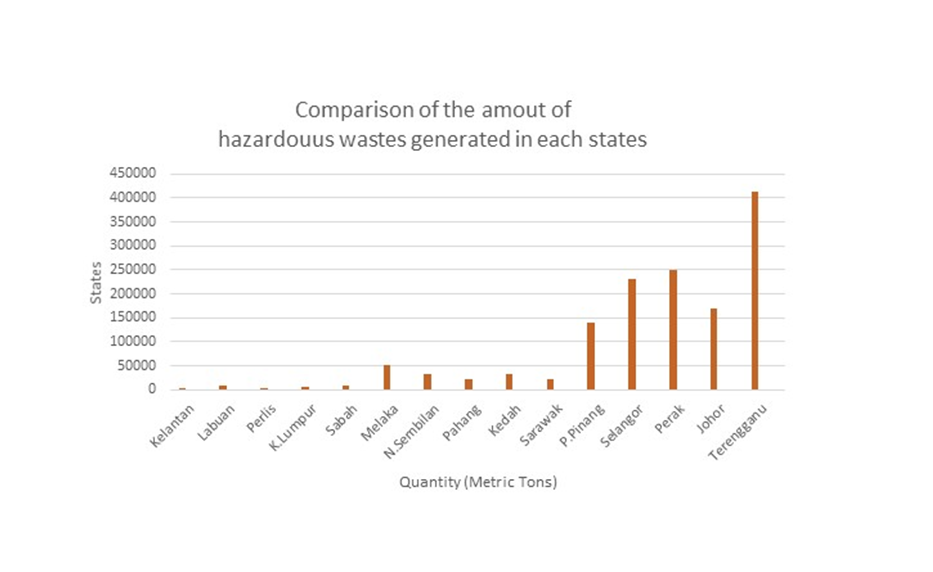 Comparison of the amout of
hazardouus wastes generated in each states
450000
400000
350000
300000
250000
200000
150000
100000
50000
0
States
Kelantan
Labuan
Perlis
K.Lumpur
Sabah
Melaka
N.Sembilan
Pahang
Kedah
Sarawak
P.Pinang
Selangor
Perak
Johor
Terengganu
Quantity (Metric Tons)